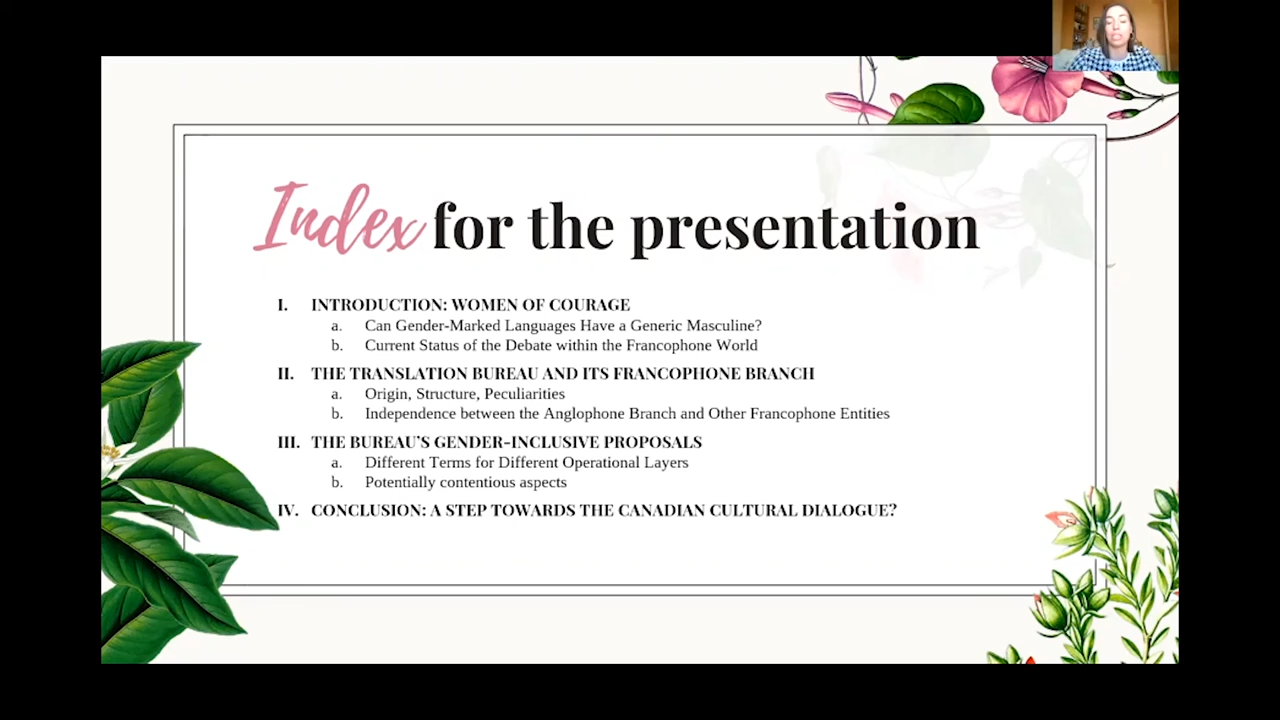 Index for the presentation
I. INTRODUCTION: WOMEN OF COURAGE
a. Can Gender-Marked Languages Have a Generic Masculine?
b. Current Status of the Debate within the Francophone World
II. THE TRANSLATION BUREAU AND ITS FRANCOPHONE BRANCH
a. Origin, Structure, Peculiarities
b. Independence between the Anglophone Branch and Other Francophone Entities
III. THE BUREAU'S GENDER-INCLUSIVE PROPOSALS
a. Different Terms for Different Operational Layers
b. Potentially contentious aspects
IV. CONCLUSION: A STEP TOWARDS THE CANADIAN CULTURAL DIALOGUE?